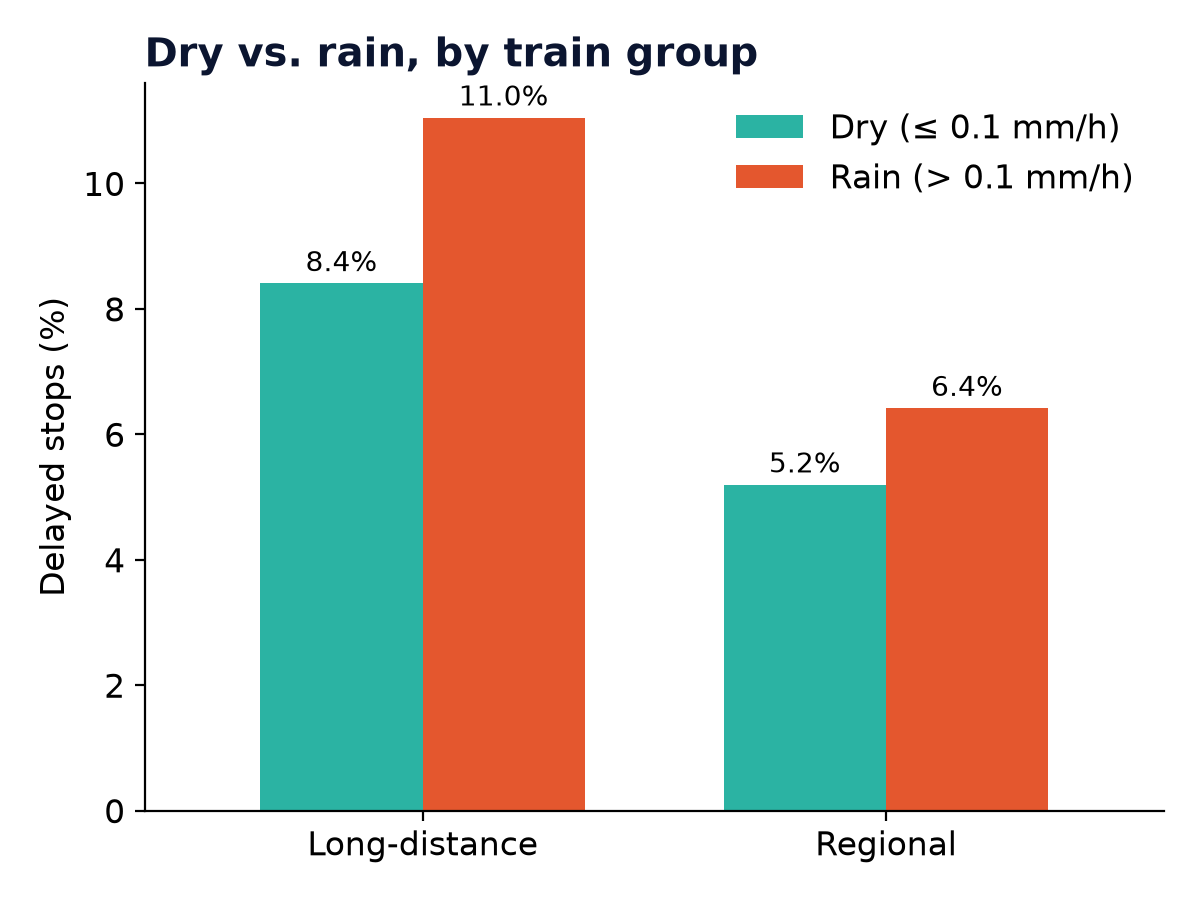 Dry vs. rain, by train group
Dry (≤ 0.1 mm/h)
Rain (> 0.1 mm/h)
Delayed stops (%)
10
8
6
4
2
0
8.4%
11.0%
5.2%
6.4%
Long-distance
Regional